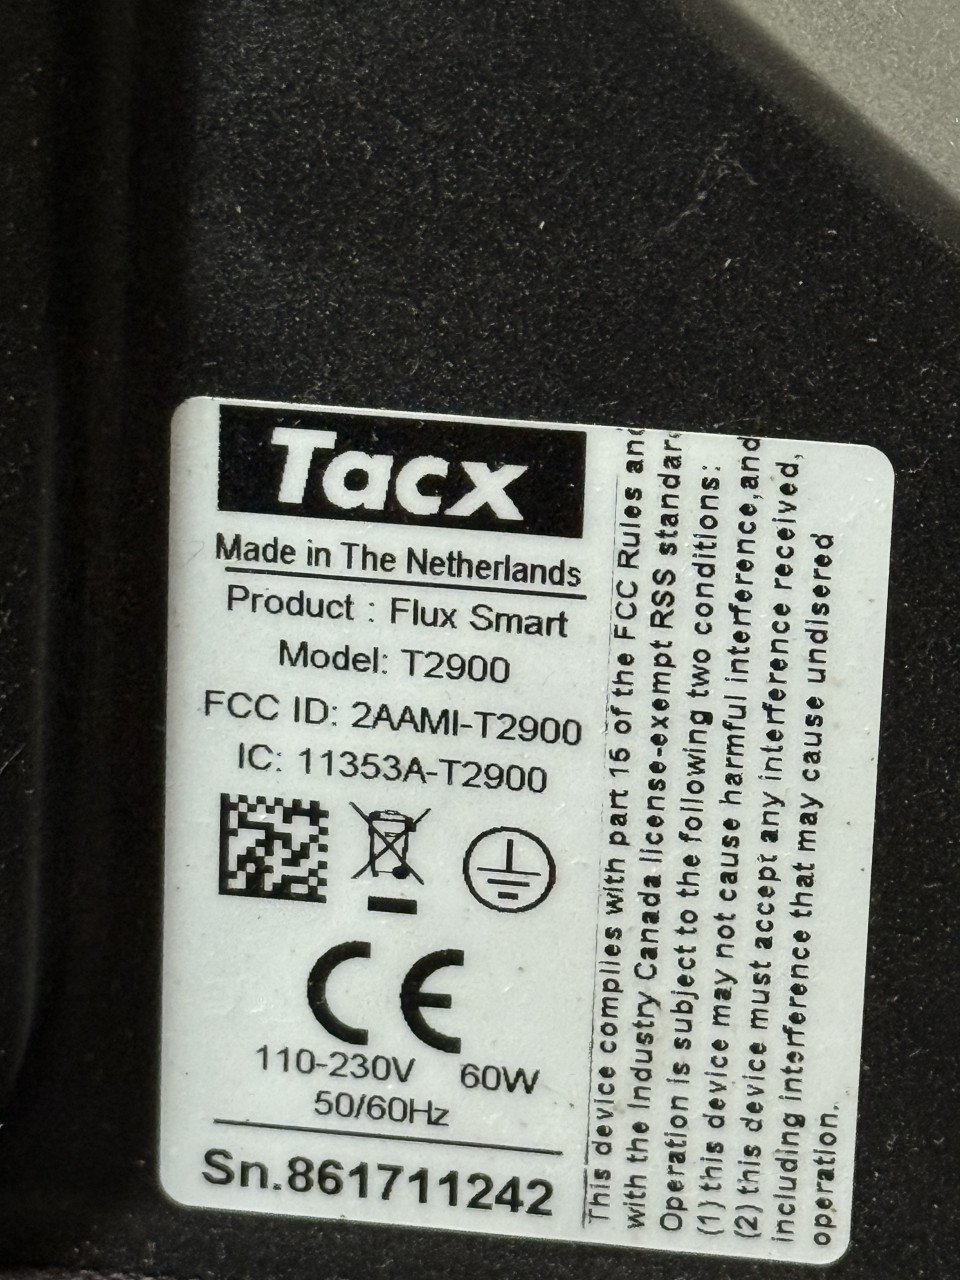 Tacx
Made in The Netherlands
Product : Flux Smart
Model: T2900
FCC ID: 2AAMI-T2900
IC: 11353A-T2900
CE
110-230V 60W
50/60Hz
Sn.861711242
This device complies with part 15 of the FCC Rules and
with the Industry Canada license-exempt RSS standar
Operation is subject to the following two conditions:
(1) this device may not cause harmful interference,and
(2) this device must accept any interference received,
including interference that may cause undisered
operation.